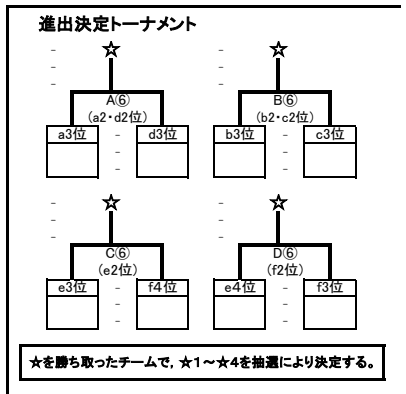 進出決定トーナメント
- ☆ - ☆
- -
- -
A⑥ B⑥
(a2・d2位) (b2・c2位)
a3位 - d3位 b3位 - c3位
- -
- -
- ☆ - ☆
- -
- -
C⑥ D⑥
(e2位) (f2位)
e3位 - f4位 e4位 - f3位
- -
- -
☆を勝ち取ったチームで，☆1～☆4を抽選により決定する。